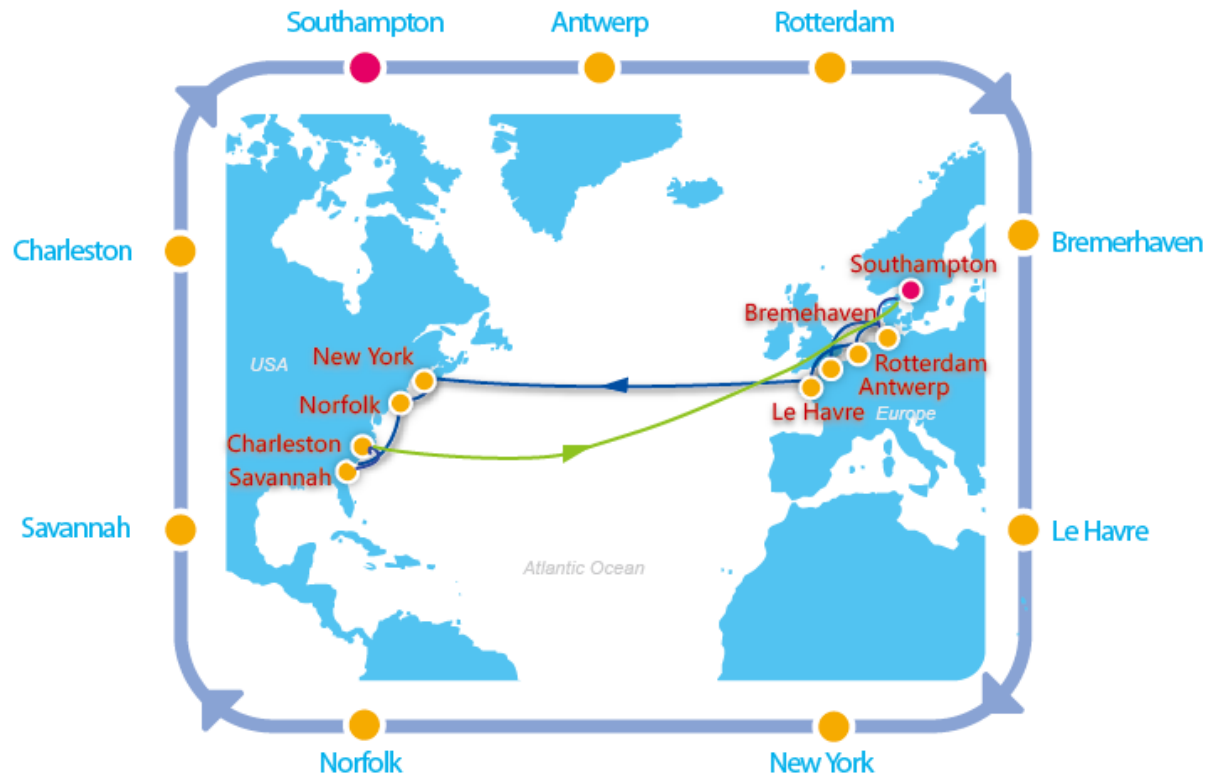 Southampton
Antwerp
Rotterdam
Charleston
Bremerhaven
Southampton
Bremehaven
USA
New York
Rotterdam
Antwerp
Norfolk
Le Havre
Europe
Charleston
Savannah
Savannah
Le Havre
Atlantic Ocean
Norfolk
New York